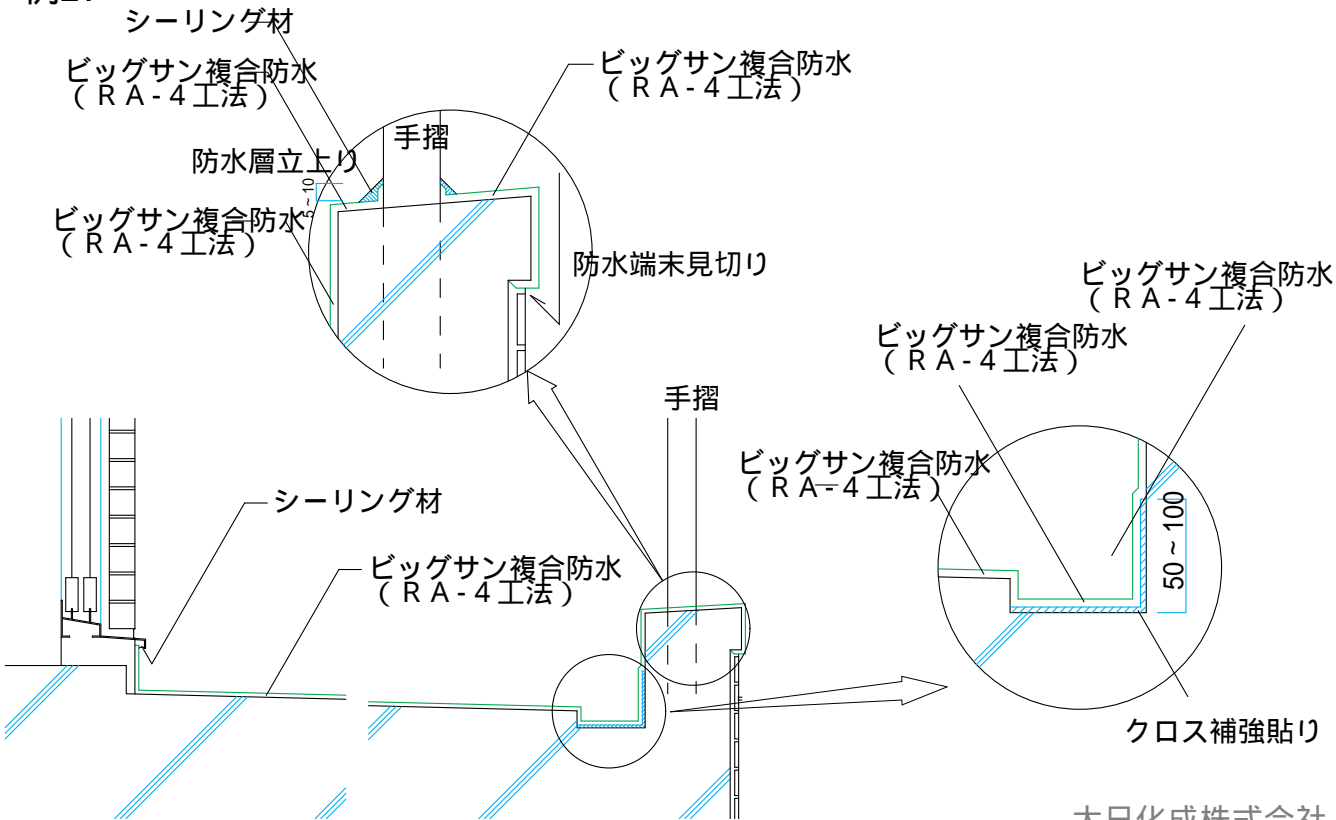 シーリング材
ビッグサン複合防水
（ＲＡ-４工法）
ビッグサン複合防水
（ＲＡ-４工法）
手摺
防水層立上り
5~10
ビッグサン複合防水
（ＲＡ-４工法）
防水端末見切り
ビッグサン複合防水
（ＲＡ-４工法）
ビッグサン複合防水
（ＲＡ-４工法）
手摺
ビッグサン複合防水
（ＲＡ-４工法）
シーリング材
50~100
ビッグサン複合防水
（ＲＡ-４工法）
クロス補強貼り